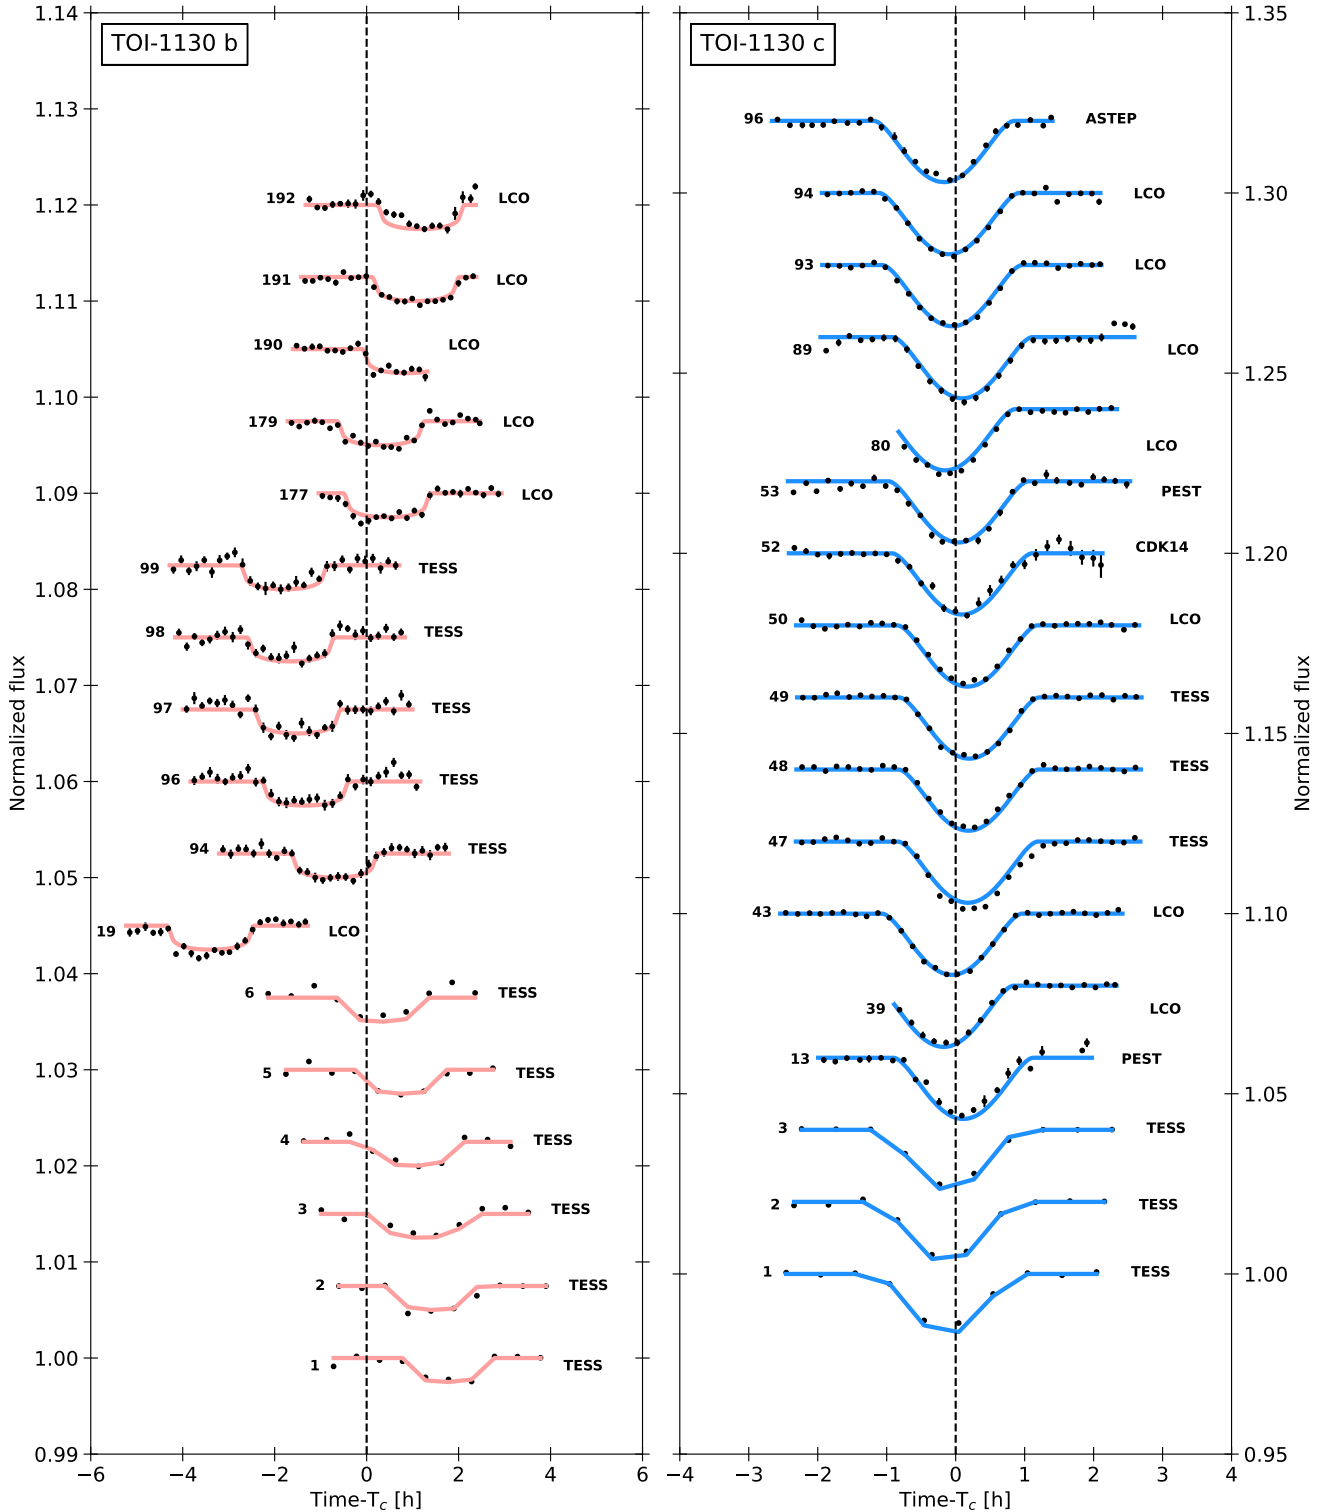 1.14
TOI-1130 b
1.13
192 LCO
1.12
191 LCO
1.11
190 LCO
1.10
179 LCO
177 LCO
1.09
99 TESS
1.08
98 TESS
1.07
97 TESS
96 TESS
1.06
94 TESS
1.05
19 LCO
1.04
6 TESS
1.03
5 TESS
4 TESS
1.02
3 TESS
1.01
2 TESS
1.00
1 TESS
0.99
−6 −4 −2 0 2 4 6
Time-Tc [h]
Normalized flux
TOI-1130 c
1.35
96 ASTEP
94 LCO
1.30
93 LCO
89 LCO
1.25
80 LCO
53 PEST
52 CDK14
1.20
50 LCO
49 TESS
1.15
48 TESS
47 TESS
43 LCO
1.10
39 LCO
13 PEST
1.05
3 TESS
2 TESS
1 TESS
1.00
0.95
−4 −3 −2 −1 0 1 2 3 4
Time-Tc [h]
Normalized flux